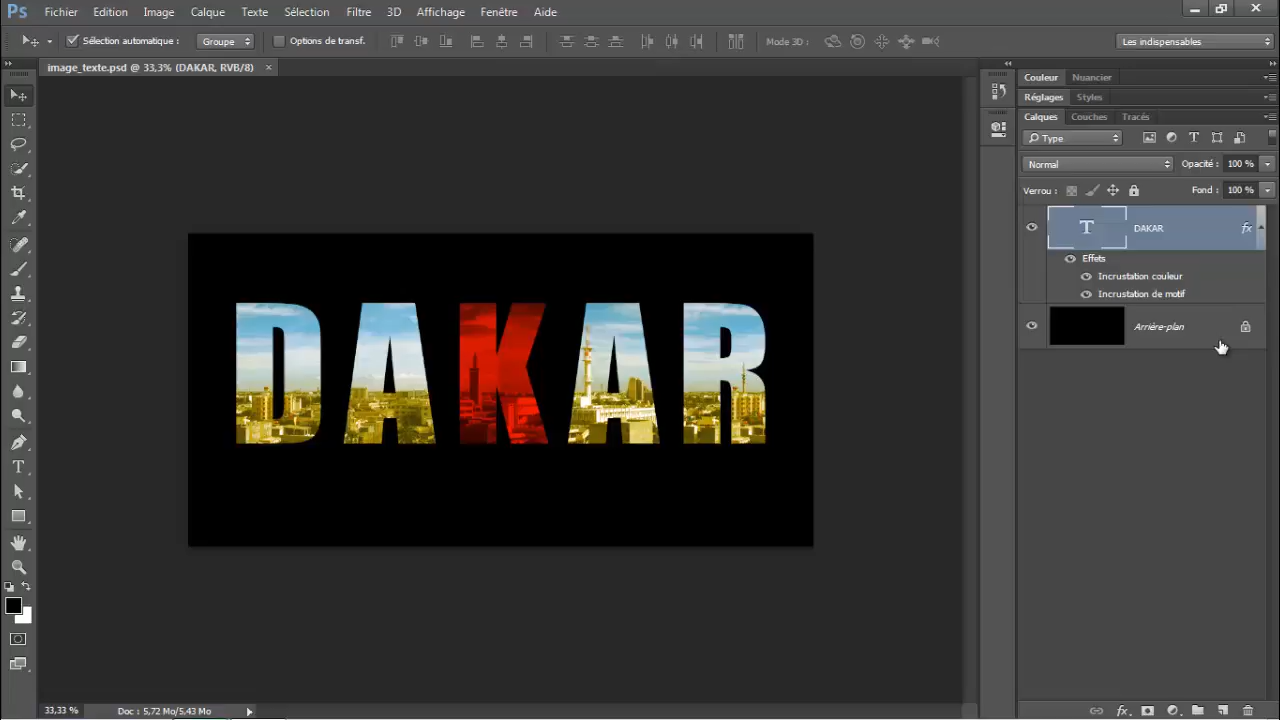 Ps Fichier Edition Image Calque Texte Sélection Filtre 3D Affichage Fenêtre Aide
Sélection automatique : Groupe Options de transf. Mode 3D : Les indispensables
image_texte.psd @ 33,3% (DAKAR, RVB/8) ×
Couleur Nuancier
Réglages Styles
Calques Couches Tracés
Type
Normal Opacité : 100 %
Verrou : Fond : 100 %
T DAKAR fx
Effets
Incrustation couleur
Incrustation de motif
Arrière-plan
DAKAR
33,33 % Doc : 5,72 Mo/5,43 Mo fx